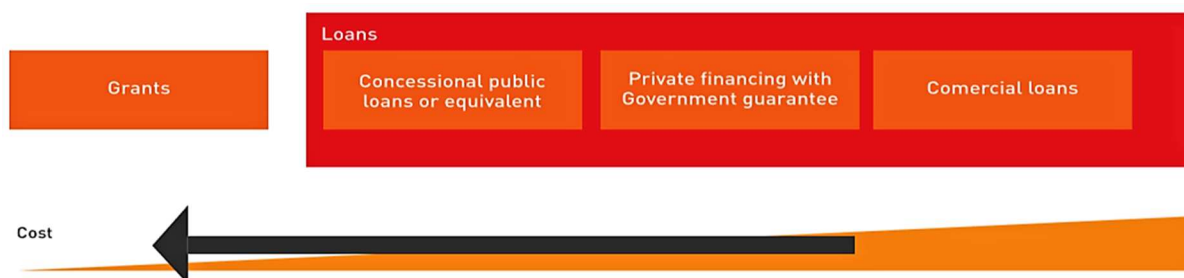 Loans
Grants
Concessional public
loans or equivalent
Private financing with
Government guarantee
Comercial loans
Cost